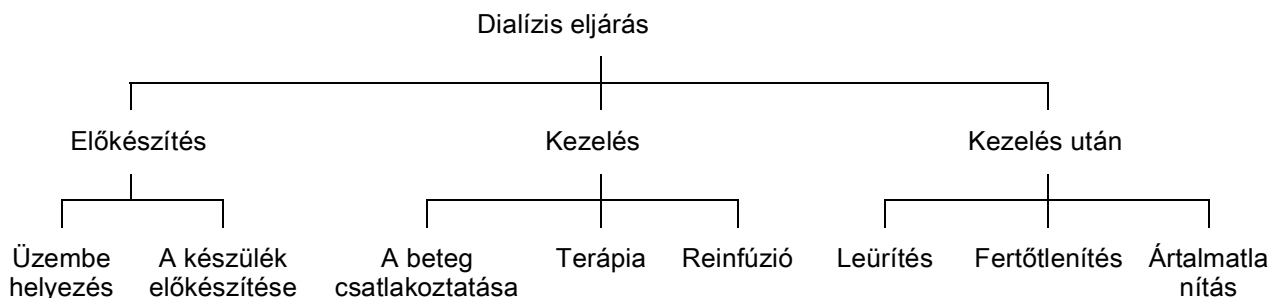 Dialízis eljárás
Előkészítés
Kezelés
Kezelés után
Üzembe
helyezés
A készülék
előkészítése
A beteg
csatlakoztatása
Terápia
Reinfúzió
Leürítés
Fertőtlenítés
Ártalmatla
nítás